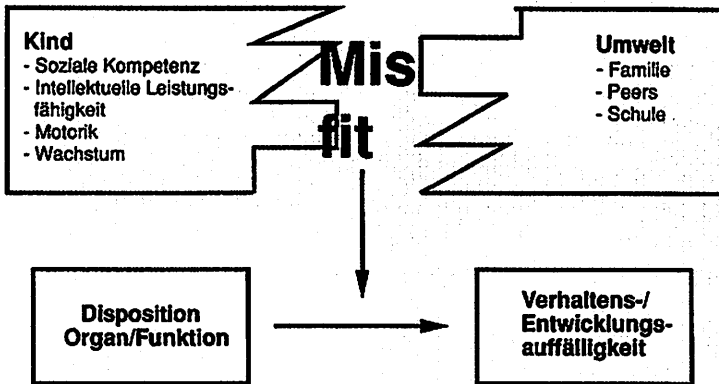 Kind
- Soziale Kompetenz
- Intellektuelle Leistungs-
fähigkeit
- Motorik
- Wachstum
Mis
fit
Umwelt
- Familie
- Peers
- Schule
Disposition
Organ/Funktion
Verhaltens-/
Entwicklungs-
auffälligkeit